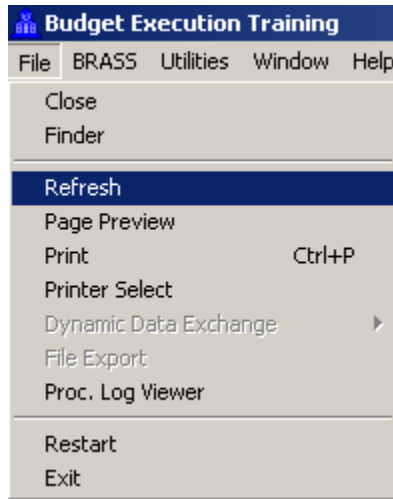 Budget Execution Training
File BRASS Utilities Window Help
Close
Finder
Refresh
Page Preview
Print Ctrl+P
Printer Select
Dynamic Data Exchange
File Export
Proc. Log Viewer
Restart
Exit